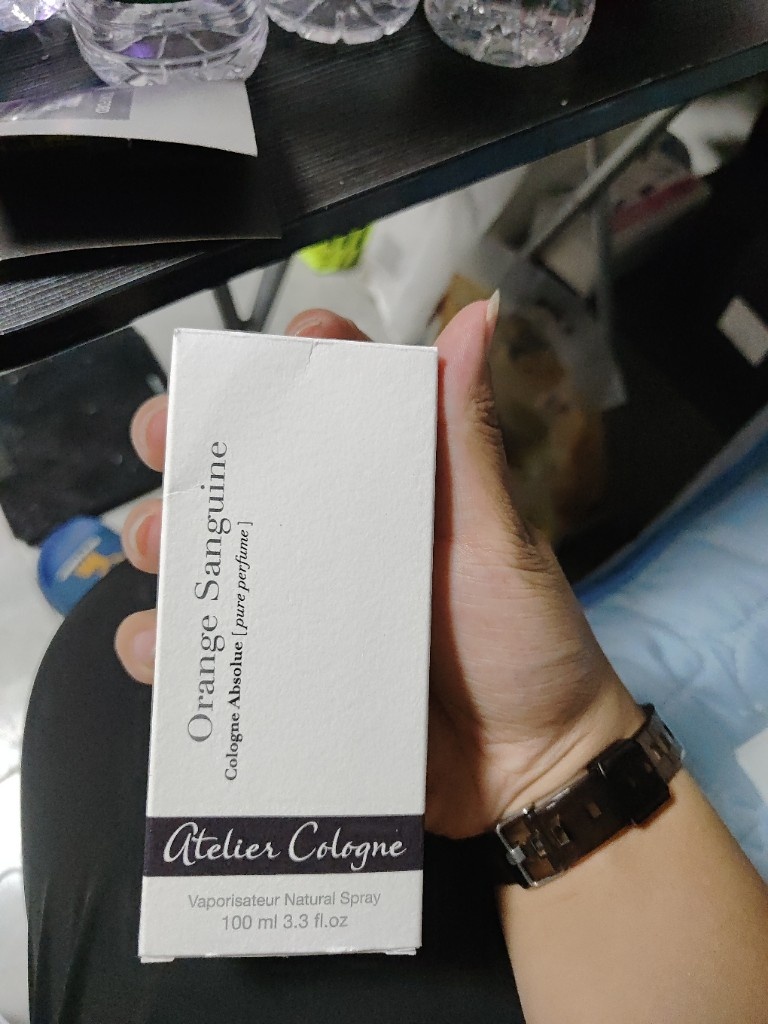 Orange Sanguine
Cologne Absolue [pure perfume]
Atelier Cologne
Vaporisateur Natural Spray
100 ml 3.3 fl.oz